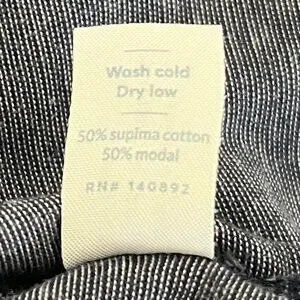 Wash cold
Dry low
50% supima cotton
50% modal
RN# 140892